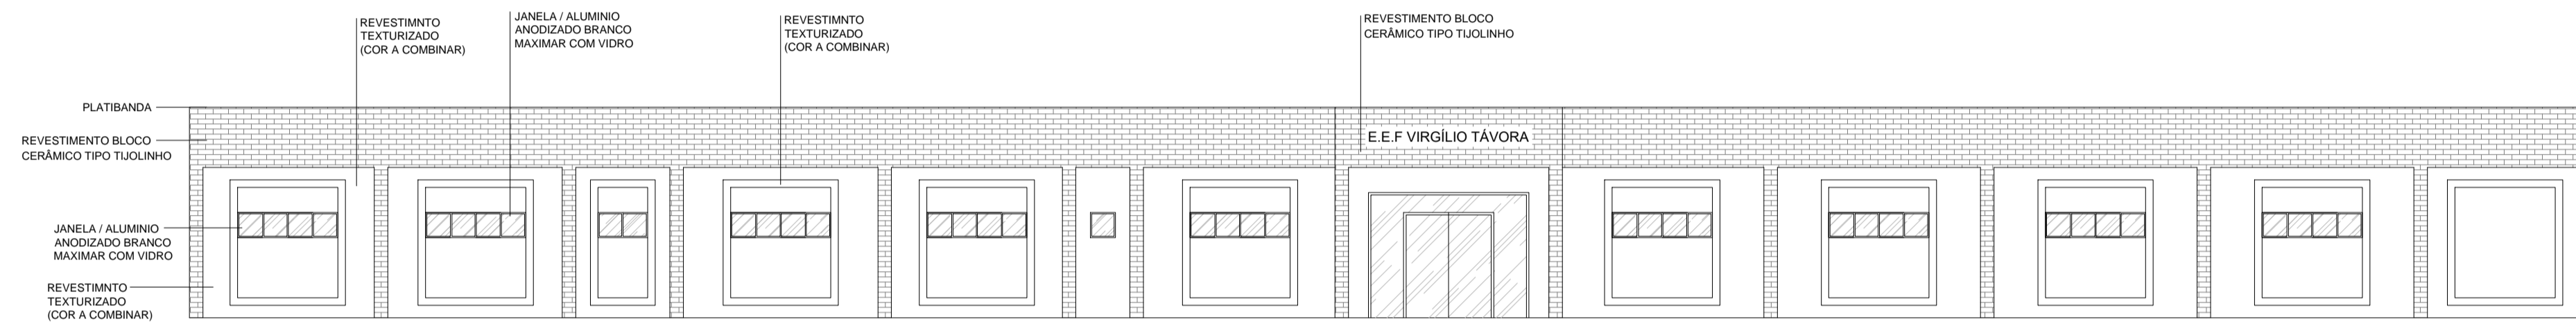 REVESTIMNTO
TEXTURIZADO
(COR A COMBINAR)
JANELA / ALUMINIO
ANODIZADO BRANCO
MAXIMAR COM VIDRO
REVESTIMNTO
TEXTURIZADO
(COR A COMBINAR)
REVESTIMENTO BLOCO
CERÂMICO TIPO TIJOLINHO
PLATIBANDA
REVESTIMENTO BLOCO
CERÂMICO TIPO TIJOLINHO
E.E.F VIRGÍLIO TÁVORA
JANELA / ALUMINIO
ANODIZADO BRANCO
MAXIMAR COM VIDRO
REVESTIMNTO
TEXTURIZADO
(COR A COMBINAR)